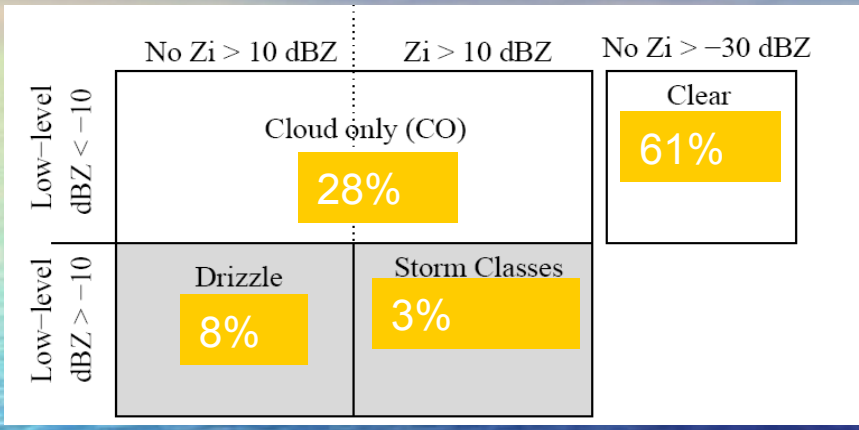 No Zi > 10 dBZ
Zi > 10 dBZ
No Zi > −30 dBZ
Low−level
dBZ < −10
Cloud only (CO)
28%
Clear
61%
Low−level
dBZ > −10
Drizzle
8%
Storm Classes
3%